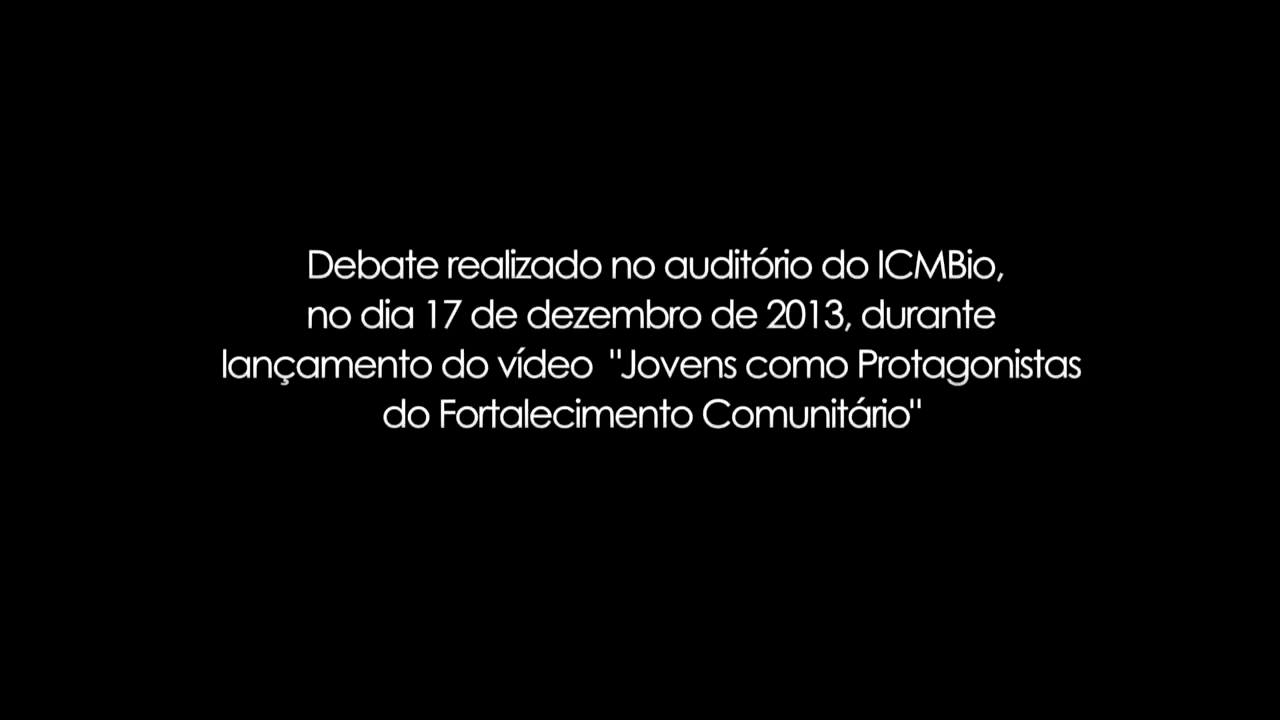 Debate realizado no auditório do ICMBio,
no dia 17 de dezembro de 2013, durante
lançamento do vídeo "Jovens como Protagonistas
do Fortalecimento Comunitário"